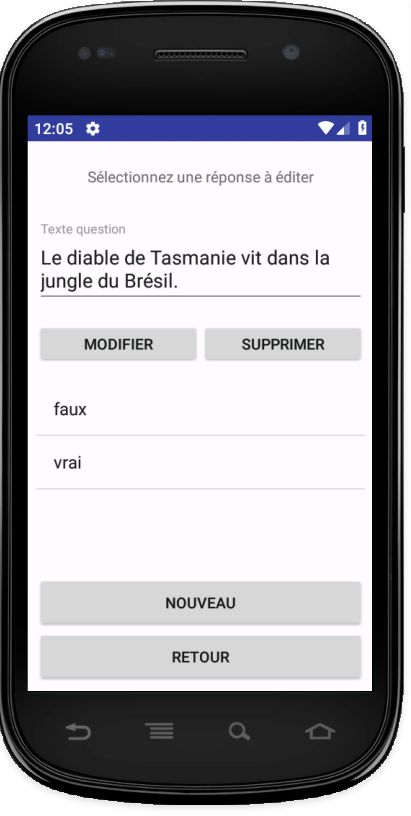 12:05
Sélectionnez une réponse à éditer
Texte question
Le diable de Tasmanie vit dans la
jungle du Brésil.
MODIFIER SUPPRIMER
faux
vrai
NOUVEAU
RETOUR